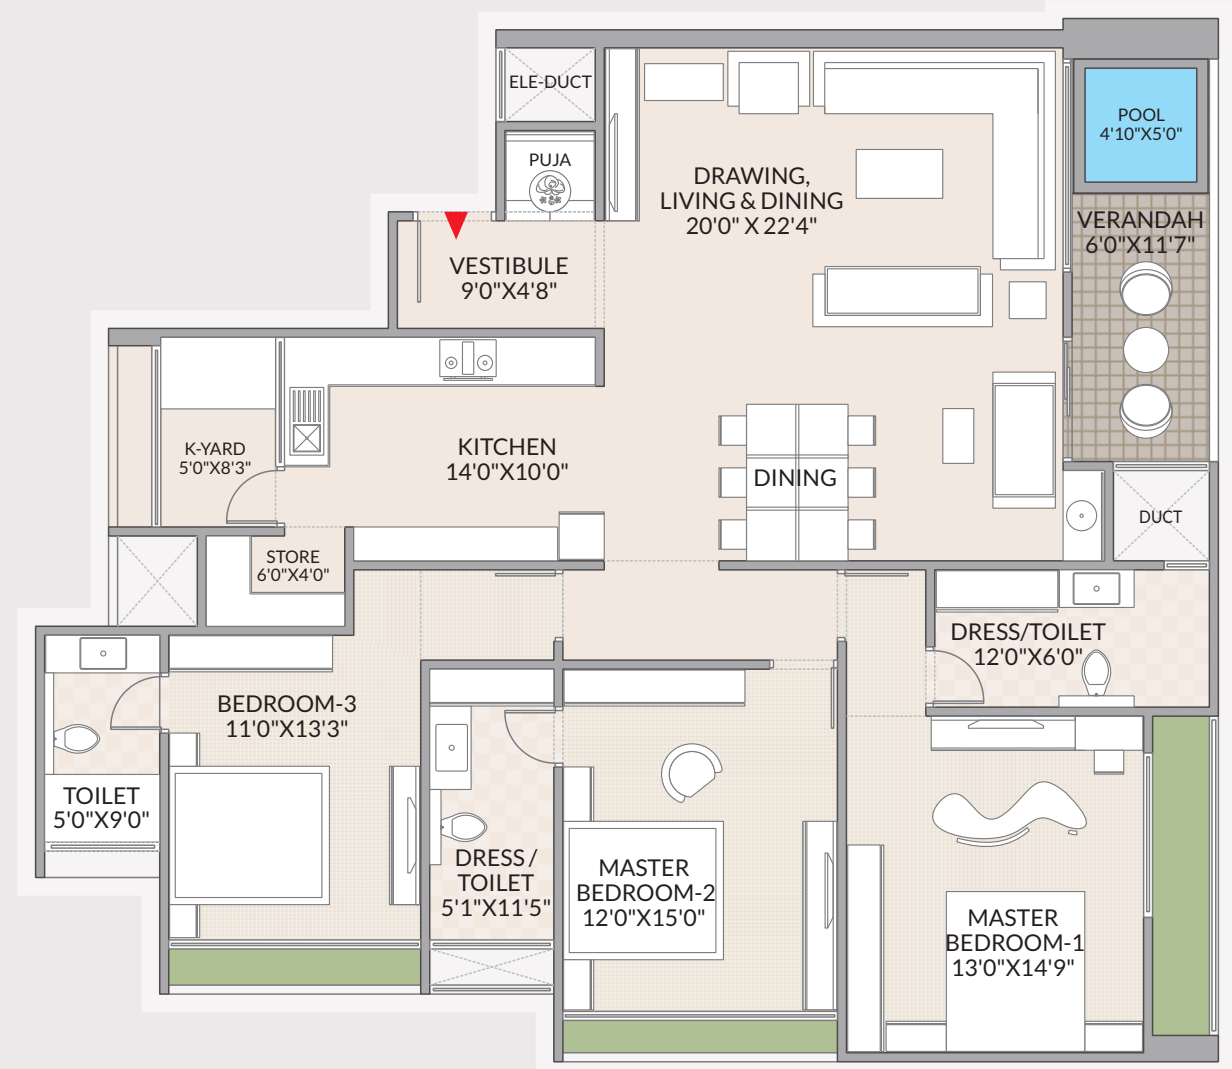 ELE-DUCT
PUJA
POOL
4'10"X5'0"
DRAWING,
LIVING & DINING
20'0" X 22'4"
VERANDAH
6'0"X11'7"
VESTIBULE
9'0"X4'8"
K-YARD
5'0"X8'3"
KITCHEN
14'0"X10'0"
DINING
DUCT
STORE
6'0"X4'0"
DRESS/TOILET
12'0"X6'0"
BEDROOM-3
11'0"X13'3"
TOILET
5'0"X9'0"
DRESS /
TOILET
5'1"X11'5"
MASTER
BEDROOM-2
12'0"X15'0"
MASTER
BEDROOM-1
13'0"X14'9"